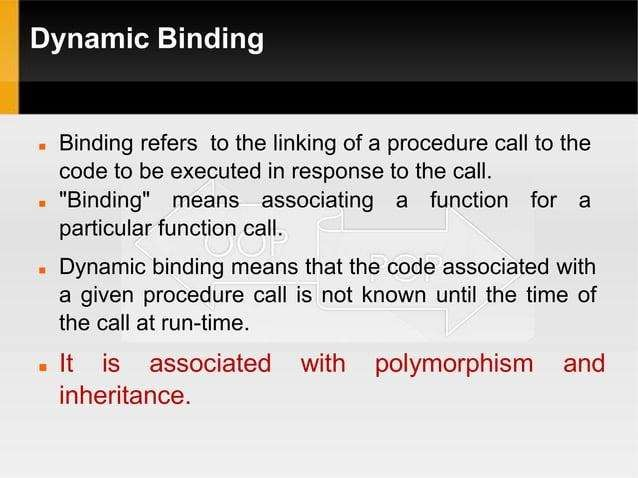 Dynamic Binding
Binding refers to the linking of a procedure call to the
code to be executed in response to the call.
"Binding" means associating a function for a
particular function call.
OOP
POP
Dynamic binding means that the code associated with
a given procedure call is not known until the time of
the call at run-time.
It is associated with polymorphism and
inheritance.